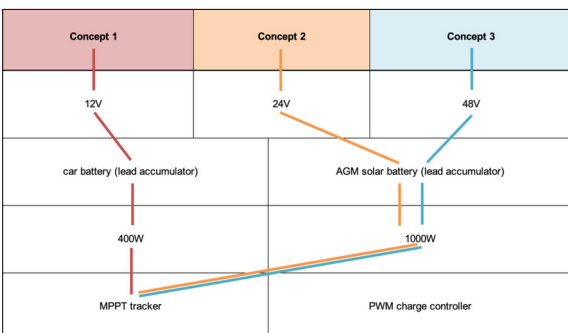 Concept 1
Concept 2
Concept 3
12V
24V
48V
car battery (lead accumulator)
AGM solar battery (lead accumulator)
400W
1000W
MPPT tracker
PWM charge controller